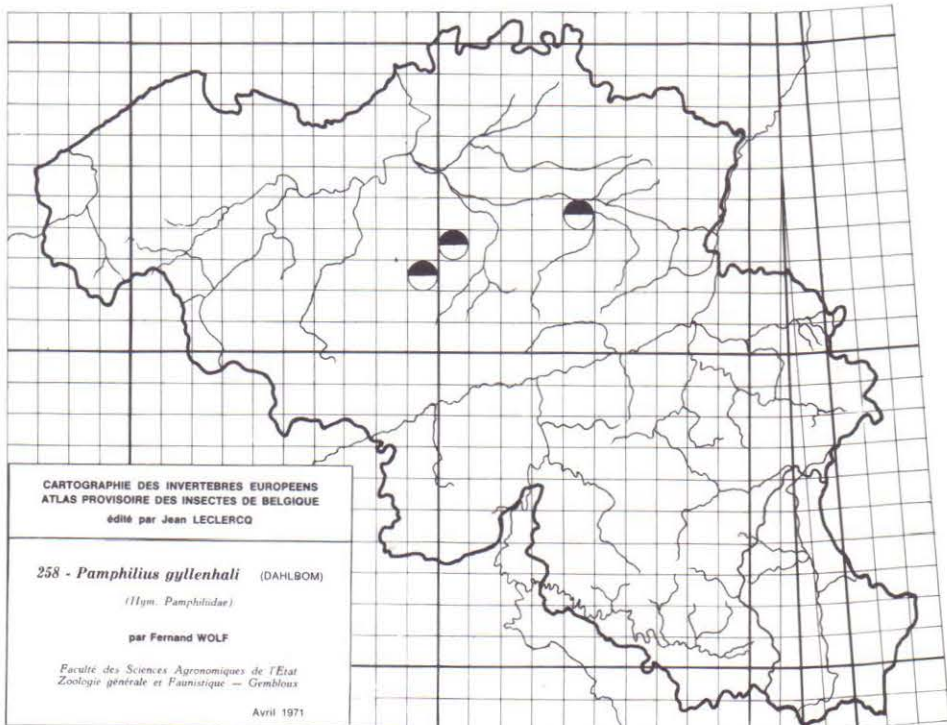 CARTOGRAPHIE DES INVERTEBRES EUROPEENS
ATLAS PROVISOIRE DES INSECTES DE BELGIQUE
édité par Jean LECLERCQ
258 - Pamphilius gyllenhali (DAHLBOM)
(Hym. Pamphiliidae)
par Fernand WOLF
Faculté des Sciences Agronomiques de l'Etat
Zoologie générale et Faunistique — Gembloux
Avril 1971